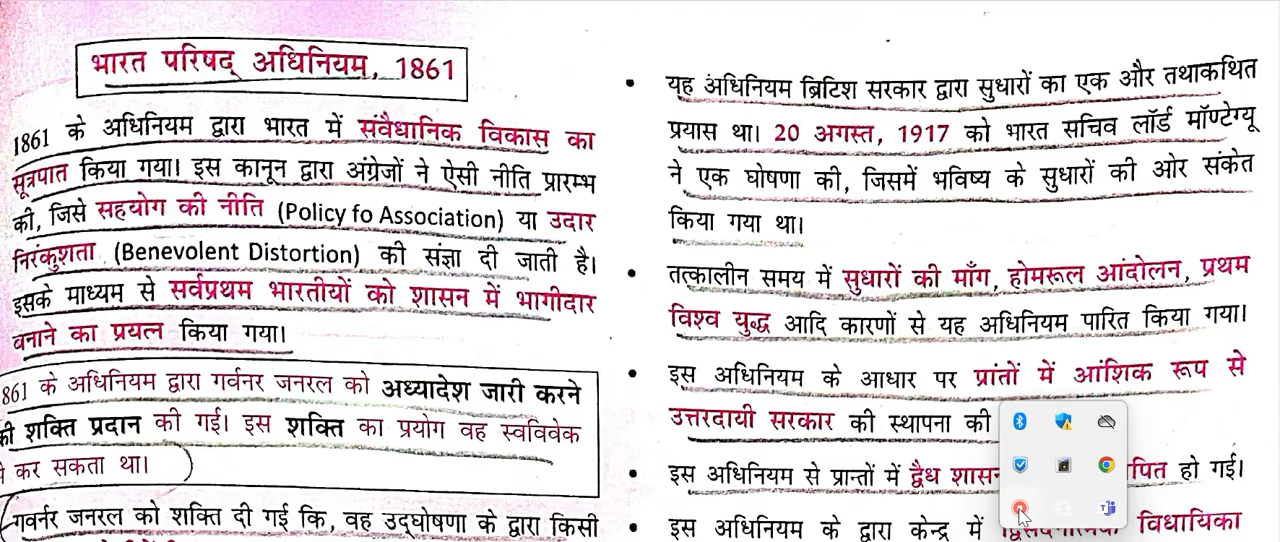 भारत परिषद् अधिनियम, 1861
1861 के अधिनियम द्वारा भारत में संवैधानिक विकास का
सूत्रपात किया गया। इस कानून द्वारा अंग्रेजों ने ऐसी नीति प्रारम्भ
की, जिसे सहयोग की नीति (Policy fo Association) या उदार
निरंकुशता (Benevolent Distortion) की संज्ञा दी जाती है।
इसके माध्यम से सर्वप्रथम भारतीयों को शासन में भागीदार
बनाने का प्रयत्न किया गया।
861 के अधिनियम द्वारा गर्वनर जनरल को अध्यादेश जारी करने
की शक्ति प्रदान की गई। इस शक्ति का प्रयोग वह स्वविवेक
कर सकता था।
गवर्नर जनरल को शक्ति दी गई कि, वह उद्घोषणा के द्वारा किसी
• यह अधिनियम ब्रिटिश सरकार द्वारा सुधारों का एक और तथाकथित
प्रयास था। 20 अगस्त, 1917 को भारत सचिव लॉर्ड मॉण्टेग्यू
ने एक घोषणा की, जिसमें भविष्य के सुधारों की ओर संकेत
किया गया था।
• तत्कालीन समय में सुधारों की माँग, होमरूल आंदोलन, प्रथम
विश्व युद्ध आदि कारणों से यह अधिनियम पारित किया गया।
• इस अधिनियम के आधार पर प्रांतों में आंशिक रूप से
उत्तरदायी सरकार की स्थापना की
• इस अधिनियम से प्रान्तों में द्वैध शासन पित हो गई।
• इस अधिनियम के द्वारा केन्द्र में विधायिका